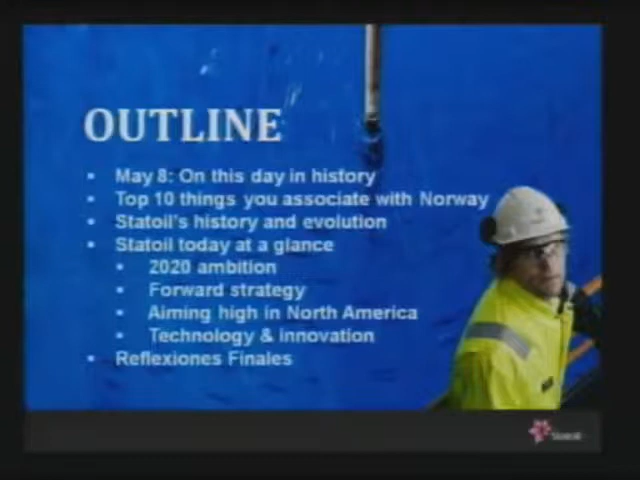 OUTLINE
• May 8: On this day in history
• Top 10 things you associate with Norway
• Statoil's history and evolution
• Statoil today at a glance
• 2020 ambition
• Forward strategy
• Aiming high in North America
• Technology & innovation
• Reflexiones Finales
Statoil